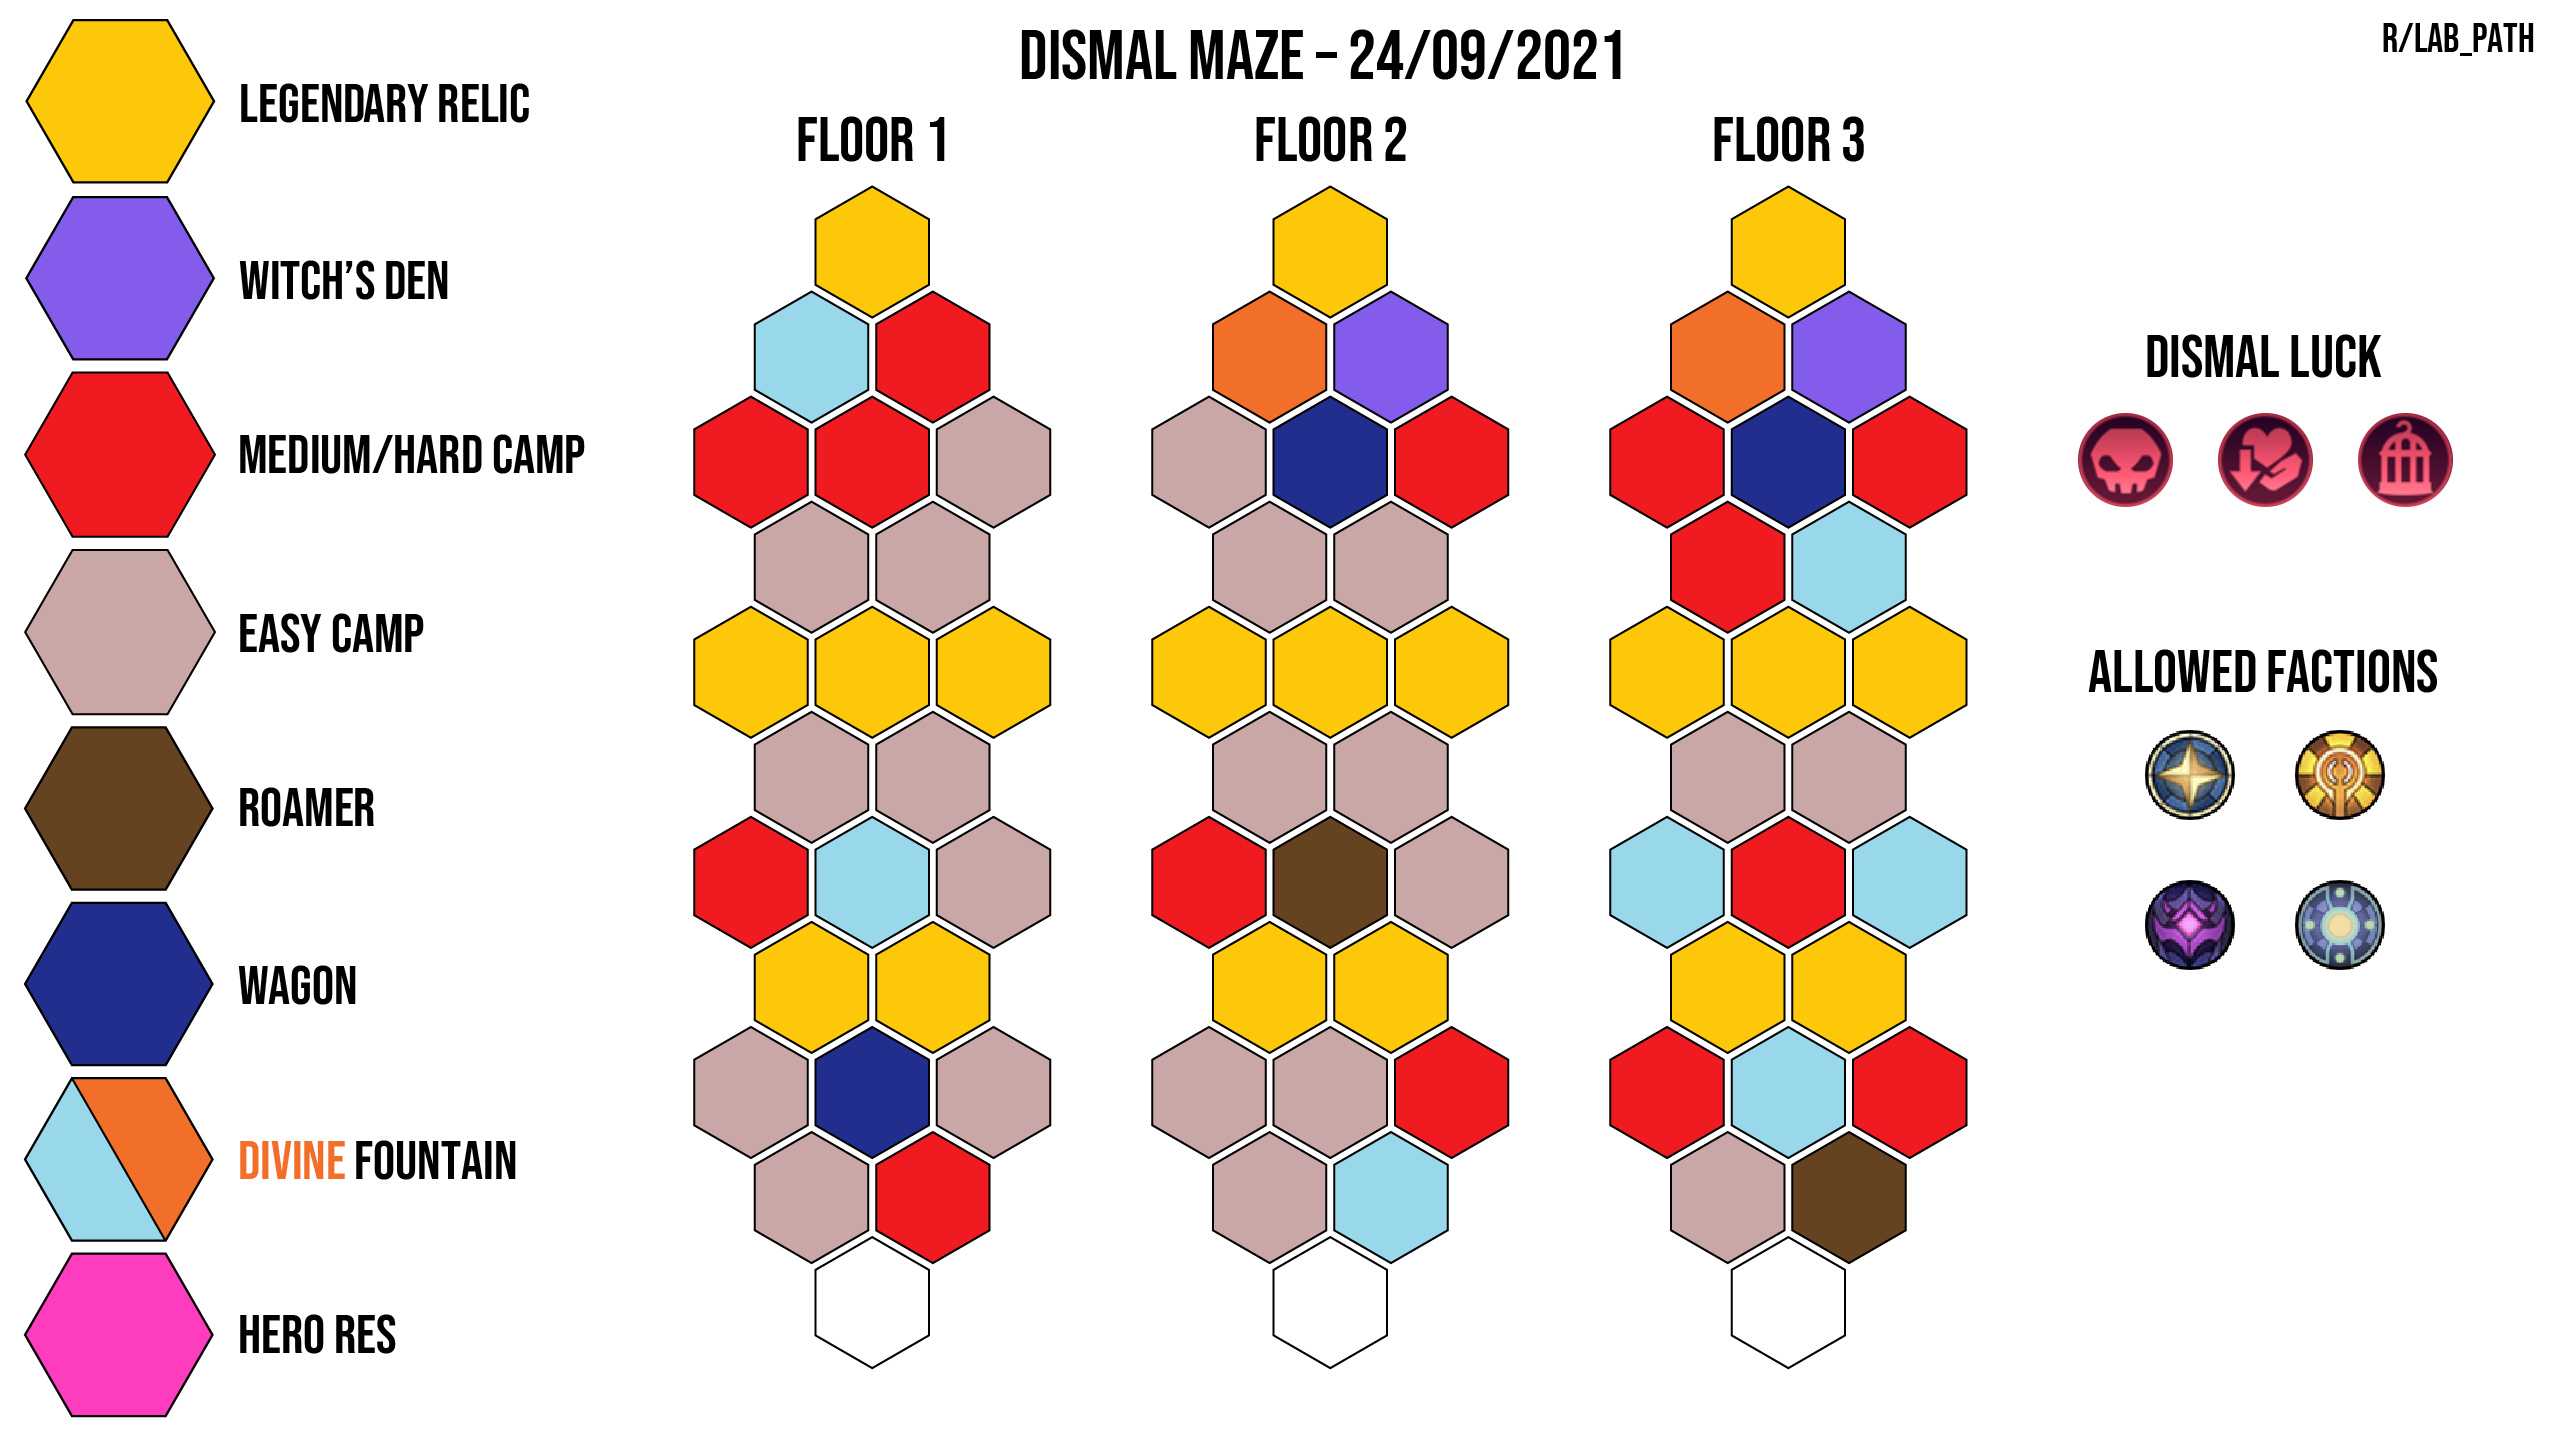 DISMAL MAZE – 24/09/2021
R/LAB_PATH
LEGENDARY RELIC
WITCH'S DEN
MEDIUM/HARD CAMP
EASY CAMP
ROAMER
WAGON
DIVINE FOUNTAIN
HERO RES
FLOOR 1
FLOOR 2
FLOOR 3
DISMAL LUCK
ALLOWED FACTIONS